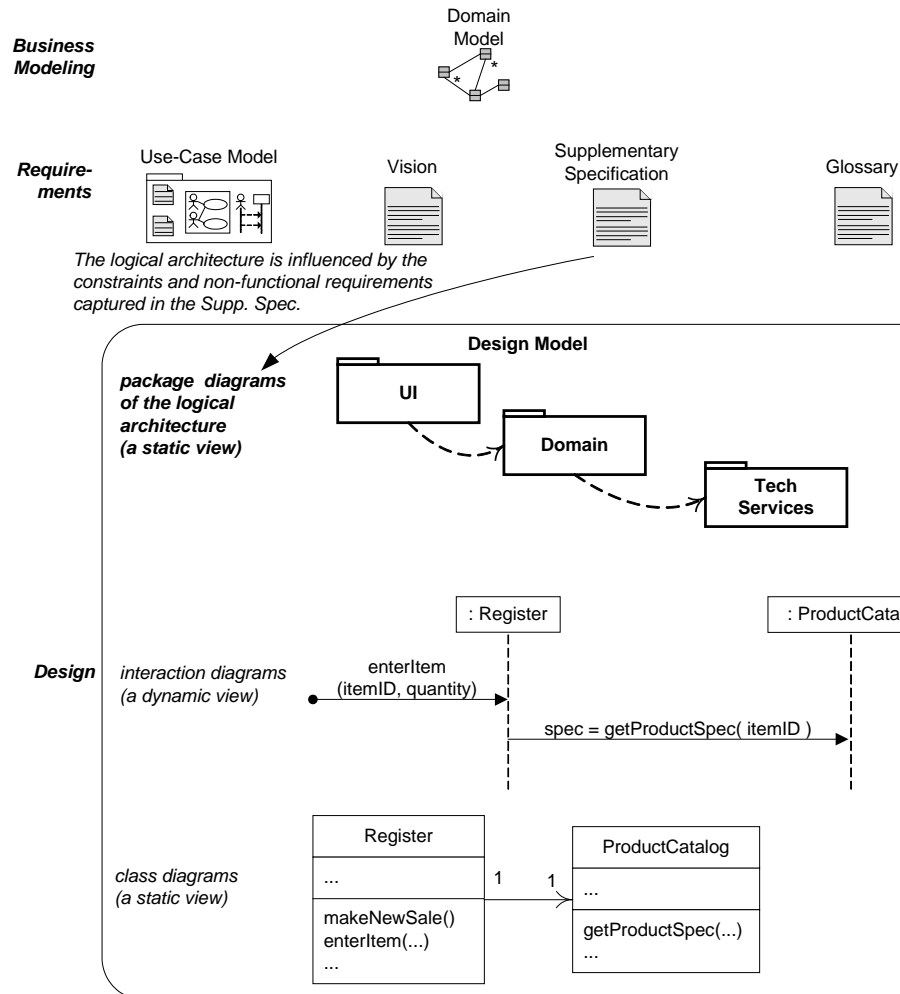 Domain
Model
Business
Modeling
*
*
Require-
ments
Use-Case Model
Vision
Supplementary
Specification
Glossary
The logical architecture is influenced by the
constraints and non-functional requirements
captured in the Supp. Spec.
Design Model
package diagrams
of the logical
architecture
(a static view)
UI
Domain
Tech
Services
: Register
: ProductCata
Design
interaction diagrams
(a dynamic view)
enterItem
(itemID, quantity)
spec = getProductSpec( itemID )
class diagrams
(a static view)
Register
...
makeNewSale()
enterItem(...)
...
1
1
ProductCatalog
...
getProductSpec(...)
...